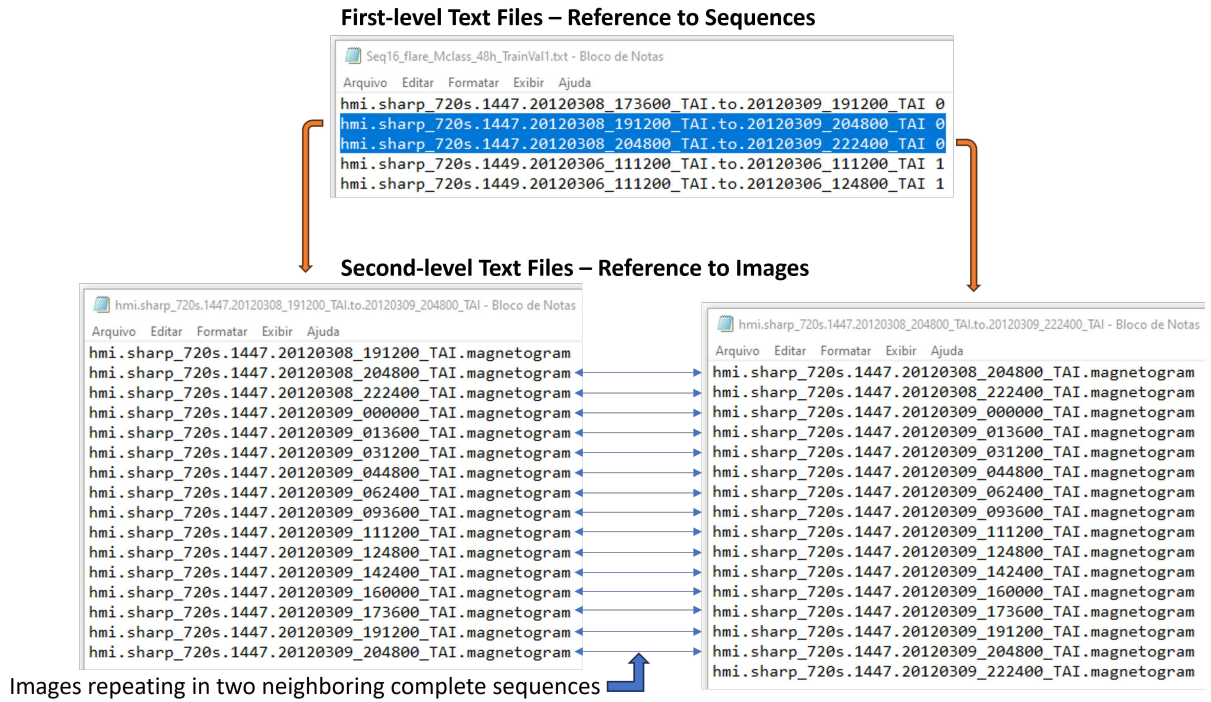 First-level Text Files – Reference to Sequences
Seq16_flare_Mclass_48h_TrainVal1.txt - Bloco de Notas
Arquivo Editar Formatar Exibir Ajuda
hmi.sharp_720s.1447.20120308_173600_TAI.to.20120309_191200_TAI 0
hmi.sharp_720s.1447.20120308_191200_TAI.to.20120309_204800_TAI 0
hmi.sharp_720s.1447.20120308_204800_TAI.to.20120309_222400_TAI 0
hmi.sharp_720s.1449.20120306_111200_TAI.to.20120306_111200_TAI 1
hmi.sharp_720s.1449.20120306_111200_TAI.to.20120306_124800_TAI 1
Second-level Text Files – Reference to Images
hmi.sharp_720s.1447.20120308_191200_TAI.to.20120309_204800_TAI - Bloco de Notas
Arquivo Editar Formatar Exibir Ajuda
hmi.sharp_720s.1447.20120308_191200_TAI.magnetogram
hmi.sharp_720s.1447.20120308_204800_TAI.magnetogram
hmi.sharp_720s.1447.20120308_222400_TAI.magnetogram
hmi.sharp_720s.1447.20120309_000000_TAI.magnetogram
hmi.sharp_720s.1447.20120309_013600_TAI.magnetogram
hmi.sharp_720s.1447.20120309_031200_TAI.magnetogram
hmi.sharp_720s.1447.20120309_044800_TAI.magnetogram
hmi.sharp_720s.1447.20120309_062400_TAI.magnetogram
hmi.sharp_720s.1447.20120309_093600_TAI.magnetogram
hmi.sharp_720s.1447.20120309_111200_TAI.magnetogram
hmi.sharp_720s.1447.20120309_124800_TAI.magnetogram
hmi.sharp_720s.1447.20120309_142400_TAI.magnetogram
hmi.sharp_720s.1447.20120309_160000_TAI.magnetogram
hmi.sharp_720s.1447.20120309_173600_TAI.magnetogram
hmi.sharp_720s.1447.20120309_191200_TAI.magnetogram
hmi.sharp_720s.1447.20120309_204800_TAI.magnetogram
hmi.sharp_720s.1447.20120308_204800_TAI.to.20120309_222400_TAI - Bloco de Notas
Arquivo Editar Formatar Exibir Ajuda
hmi.sharp_720s.1447.20120308_204800_TAI.magnetogram
hmi.sharp_720s.1447.20120308_222400_TAI.magnetogram
hmi.sharp_720s.1447.20120309_000000_TAI.magnetogram
hmi.sharp_720s.1447.20120309_013600_TAI.magnetogram
hmi.sharp_720s.1447.20120309_031200_TAI.magnetogram
hmi.sharp_720s.1447.20120309_044800_TAI.magnetogram
hmi.sharp_720s.1447.20120309_062400_TAI.magnetogram
hmi.sharp_720s.1447.20120309_093600_TAI.magnetogram
hmi.sharp_720s.1447.20120309_111200_TAI.magnetogram
hmi.sharp_720s.1447.20120309_124800_TAI.magnetogram
hmi.sharp_720s.1447.20120309_142400_TAI.magnetogram
hmi.sharp_720s.1447.20120309_160000_TAI.magnetogram
hmi.sharp_720s.1447.20120309_173600_TAI.magnetogram
hmi.sharp_720s.1447.20120309_191200_TAI.magnetogram
hmi.sharp_720s.1447.20120309_204800_TAI.magnetogram
hmi.sharp_720s.1447.20120309_222400_TAI.magnetogram
Images repeating in two neighboring complete sequences